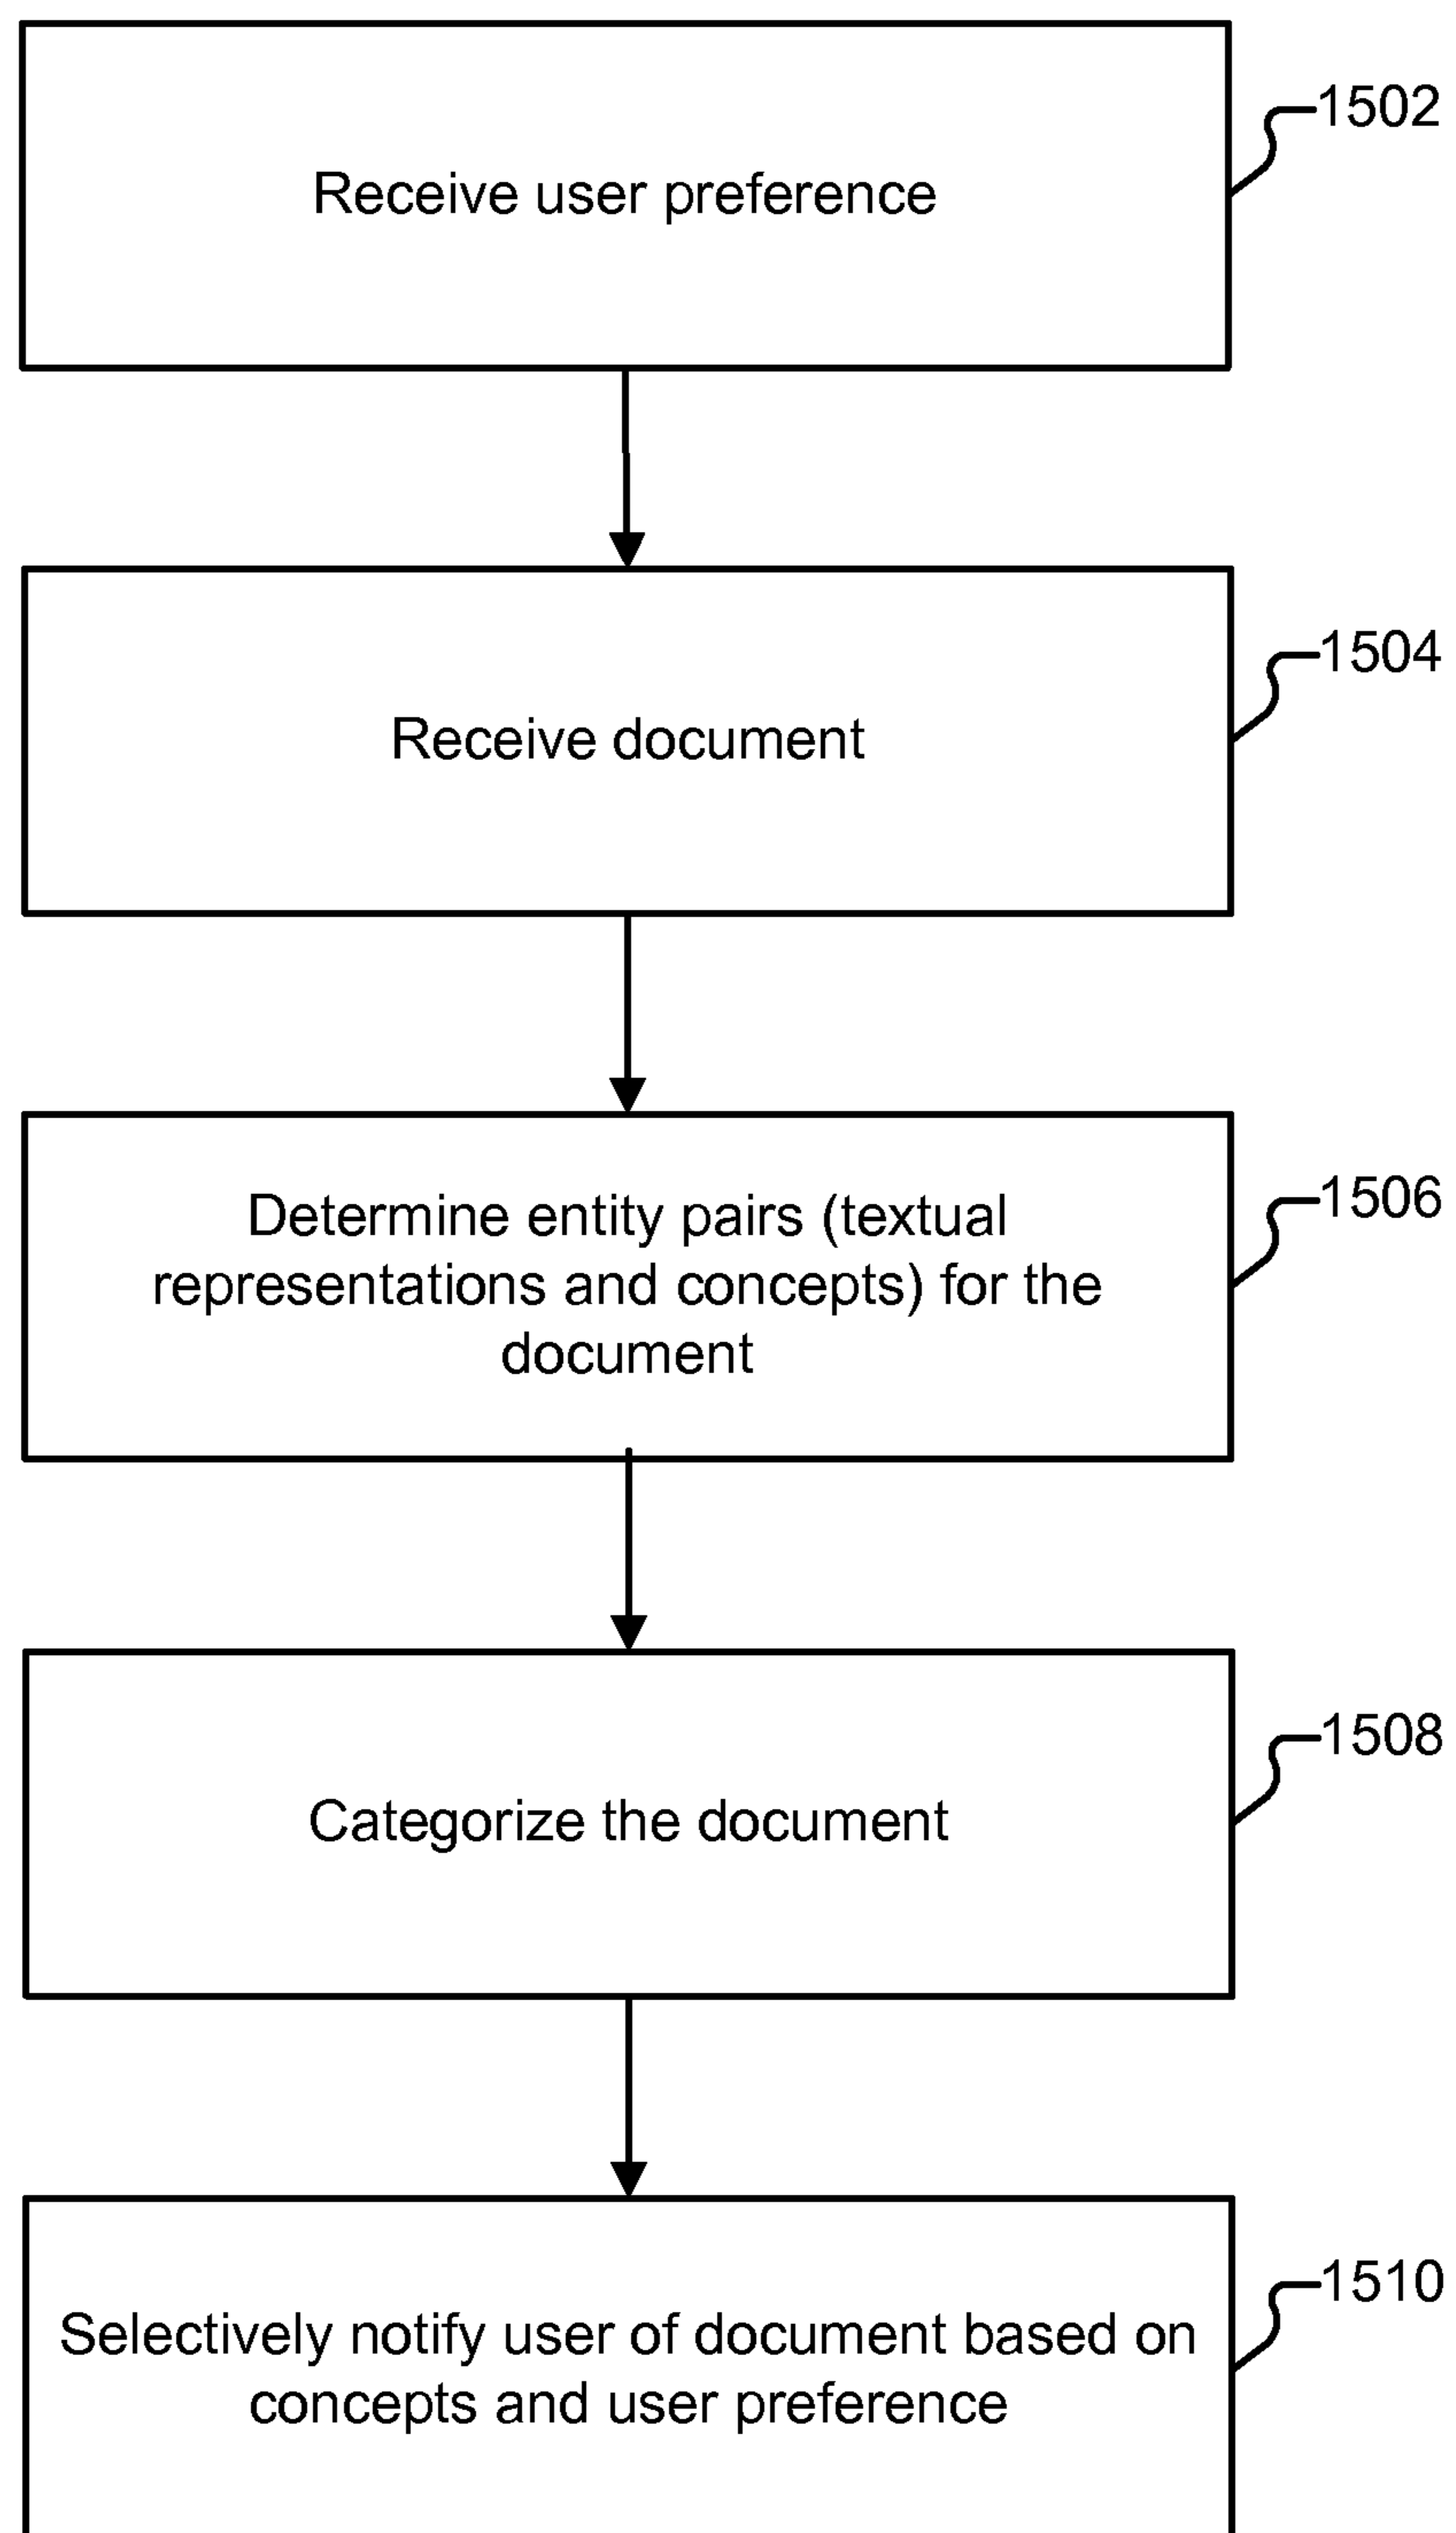 Receive user preference
1502
Receive document
1504
Determine entity pairs (textual
representations and concepts) for the
document
1506
Categorize the document
1508
Selectively notify user of document based on
concepts and user preference
1510